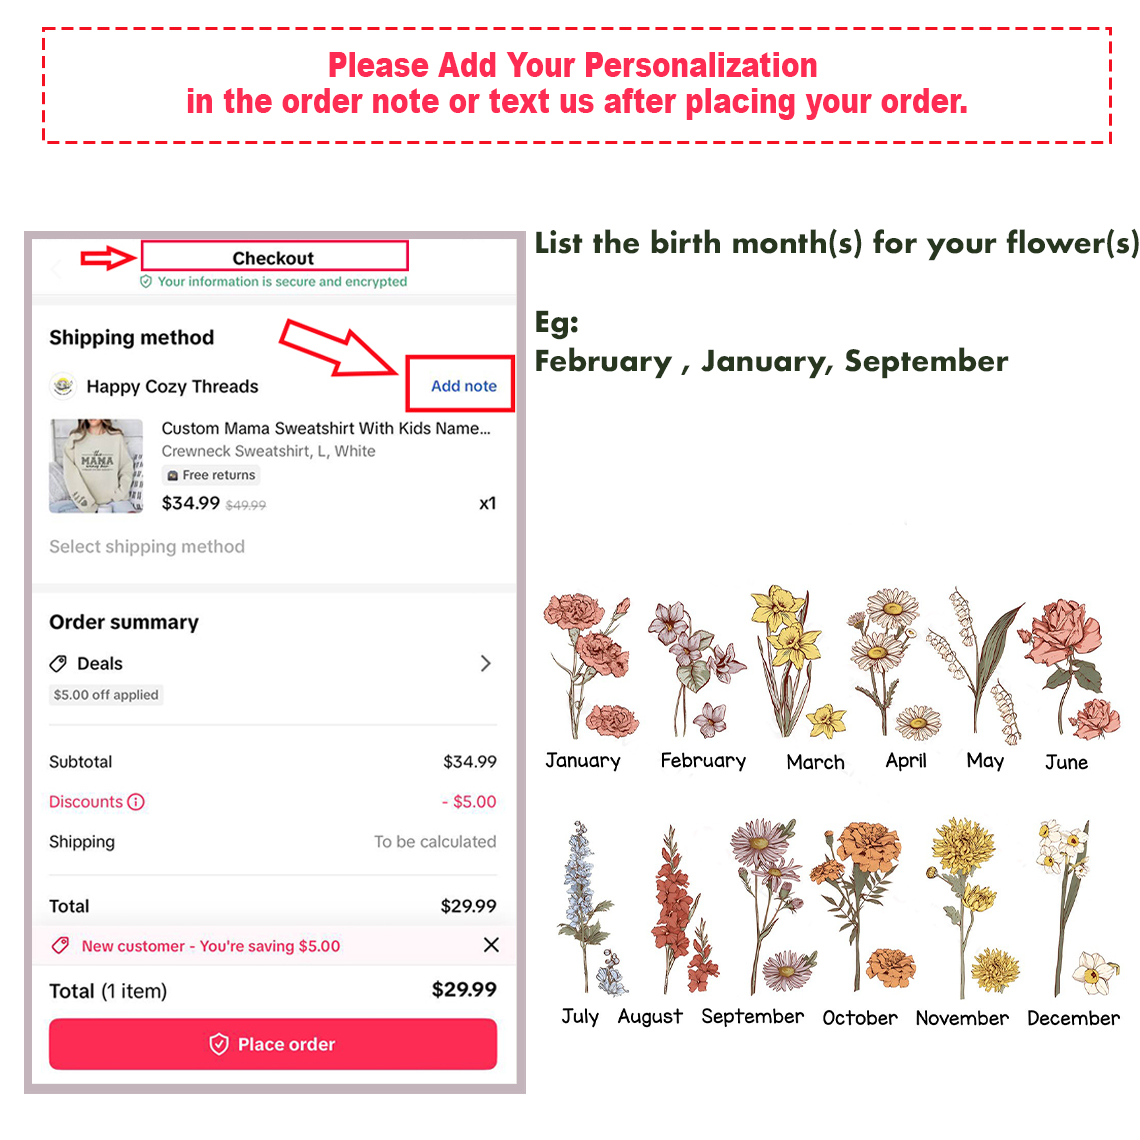 Please Add Your Personalization
in the order note or text us after placing your order.
Checkout
Your information is secure and encrypted
Shipping method
Happy Cozy Threads
Add note
Custom Mama Sweatshirt With Kids Name...
Crewneck Sweatshirt, L, White
Free returns
$34.99 $49.99 x1
Select shipping method
Order summary
Deals
$5.00 off applied
Subtotal $34.99
Discounts - $5.00
Shipping To be calculated
Total $29.99
New customer - You're saving $5.00
Total (1 item) $29.99
Place order
List the birth month(s) for your flower(s)
Eg:
February , January, September
January February March April May June
July August September October November December
MAMA